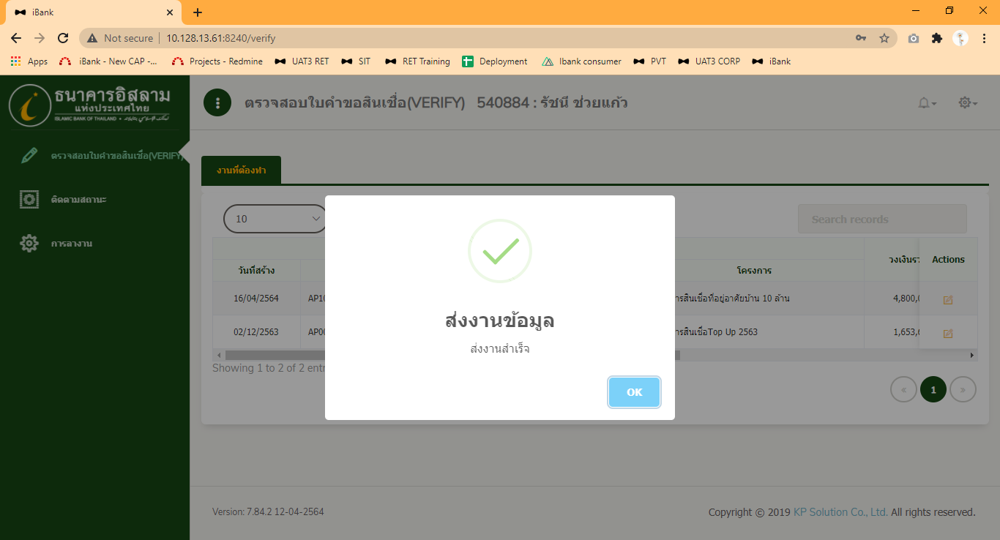 iBank
Not secure 10.128.13.61:8240/verify
Apps iBank - New CAP -... Projects - Redmine UAT3 RET SIT RET Training Deployment Ibank consumer PVT UAT3 CORP iBank
ธนาคารอิสลาม
แห่งประเทศไทย
ISLAMIC BANK OF THAILAND
ตรวจสอบใบคำขอสินเชื่อ(VERIFY) 540884 : รัชนี ช่วยแก้ว
ตรวจสอบใบคำขอสินเชื่อ(VERIFY)
ติดตามสถานะ
การลางาน
งานที่ต้องทำ
10
Search records
วงเงินรว Actions
วันที่สร้าง โครงการ
16/04/2564 AP10 ารสินเชื่อที่อยู่อาศัยบ้าน 10 ล้าน 4,800,0
02/12/2563 AP00 ารสินเชื่อTop Up 2563 1,653,6
Showing 1 to 2 of 2 entr
« 1 »
ส่งงานข้อมูล
ส่งงานสำเร็จ
OK
Version: 7.84.2 12-04-2564
Copyright © 2019 KP Solution Co., Ltd. All rights reserved.